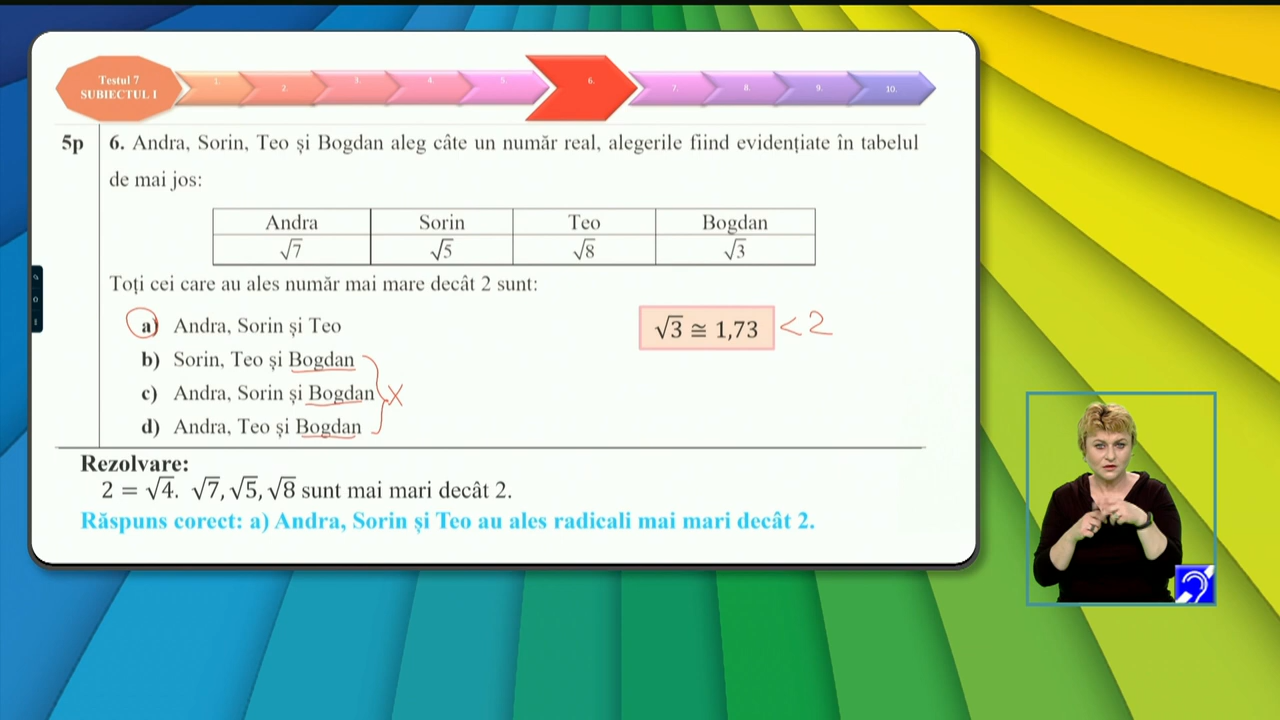 Testul 7
SUBIECTUL I
1.
2.
3.
4.
5.
6.
7.
8.
9.
10.
5p
6. Andra, Sorin, Teo și Bogdan aleg câte un număr real, alegerile fiind evidențiate în tabelul
de mai jos:
Andra Sorin Teo Bogdan
√7 √5 √8 √3
Toți cei care au ales număr mai mare decât 2 sunt:
a) Andra, Sorin și Teo
√3 ≅ 1,73 < 2
b) Sorin, Teo și Bogdan
c) Andra, Sorin și Bogdan X
d) Andra, Teo și Bogdan
Rezolvare:
2 = √4. √7, √5, √8 sunt mai mari decât 2.
Răspuns corect: a) Andra, Sorin și Teo au ales radicali mai mari decât 2.